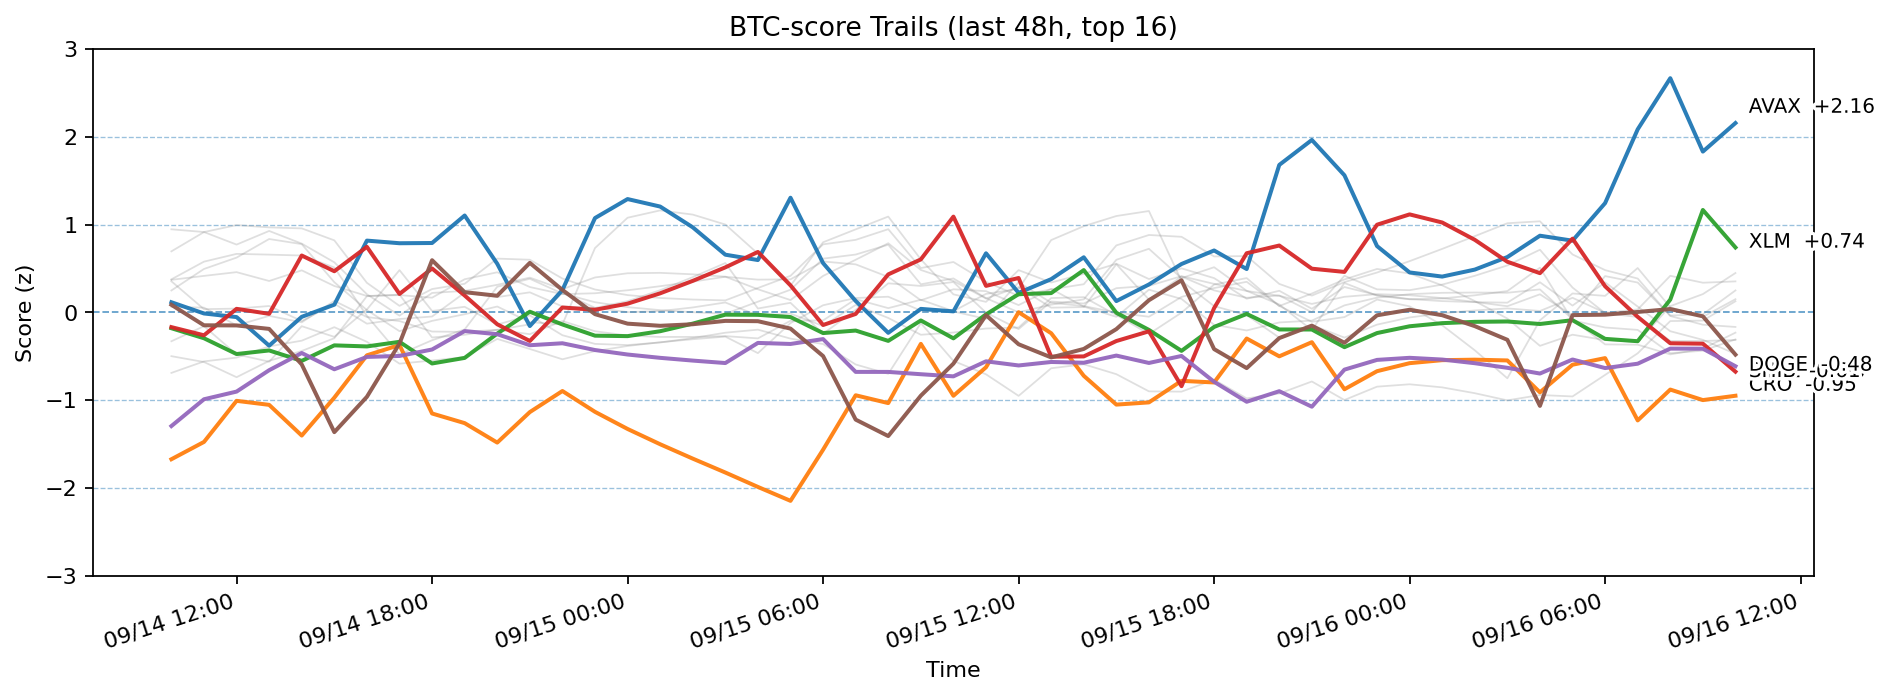 BTC-score Trails (last 48h, top 16)
3
2
1
0
−1
−2
−3
Score (z)
AVAX +2.16
XLM +0.74
DOGE -0.48
CRO -0.95
09/14 12:00
09/14 18:00
09/15 00:00
09/15 06:00
09/15 12:00
09/15 18:00
09/16 00:00
09/16 06:00
09/16 12:00
Time